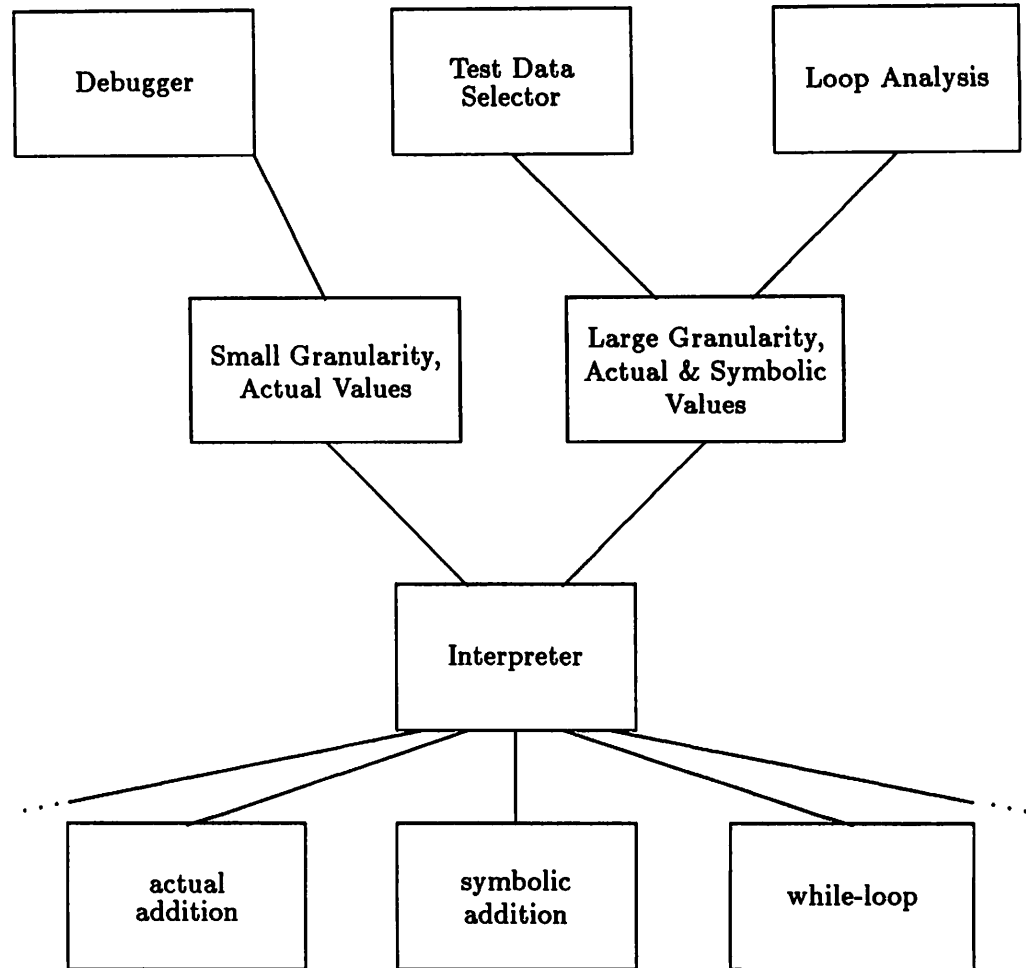 Debugger
Test Data
Selector
Loop Analysis
Small Granularity,
Actual Values
Large Granularity,
Actual & Symbolic
Values
Interpreter
. . .
. . .
actual
addition
symbolic
addition
while-loop